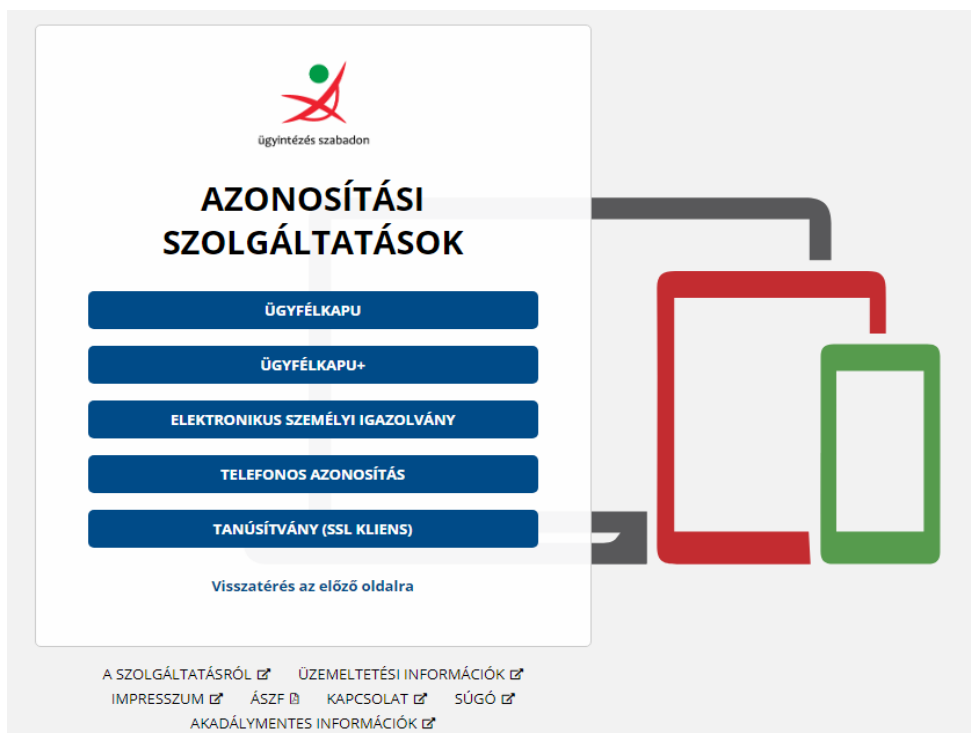 ügyintézés szabadon
AZONOSÍTÁSI
SZOLGÁLTATÁSOK
ÜGYFÉLKAPU
ÜGYFÉLKAPU+
ELEKTRONIKUS SZEMÉLYI IGAZOLVÁNY
TELEFONOS AZONOSÍTÁS
TANÚSÍTVÁNY (SSL KLIENS)
Visszatérés az előző oldalra
A SZOLGÁLTATÁSRÓL ÜZEMELTETÉSI INFORMÁCIÓK
IMPRESSZUM ÁSZF KAPCSOLAT SÚGÓ
AKADÁLYMENTES INFORMÁCIÓK